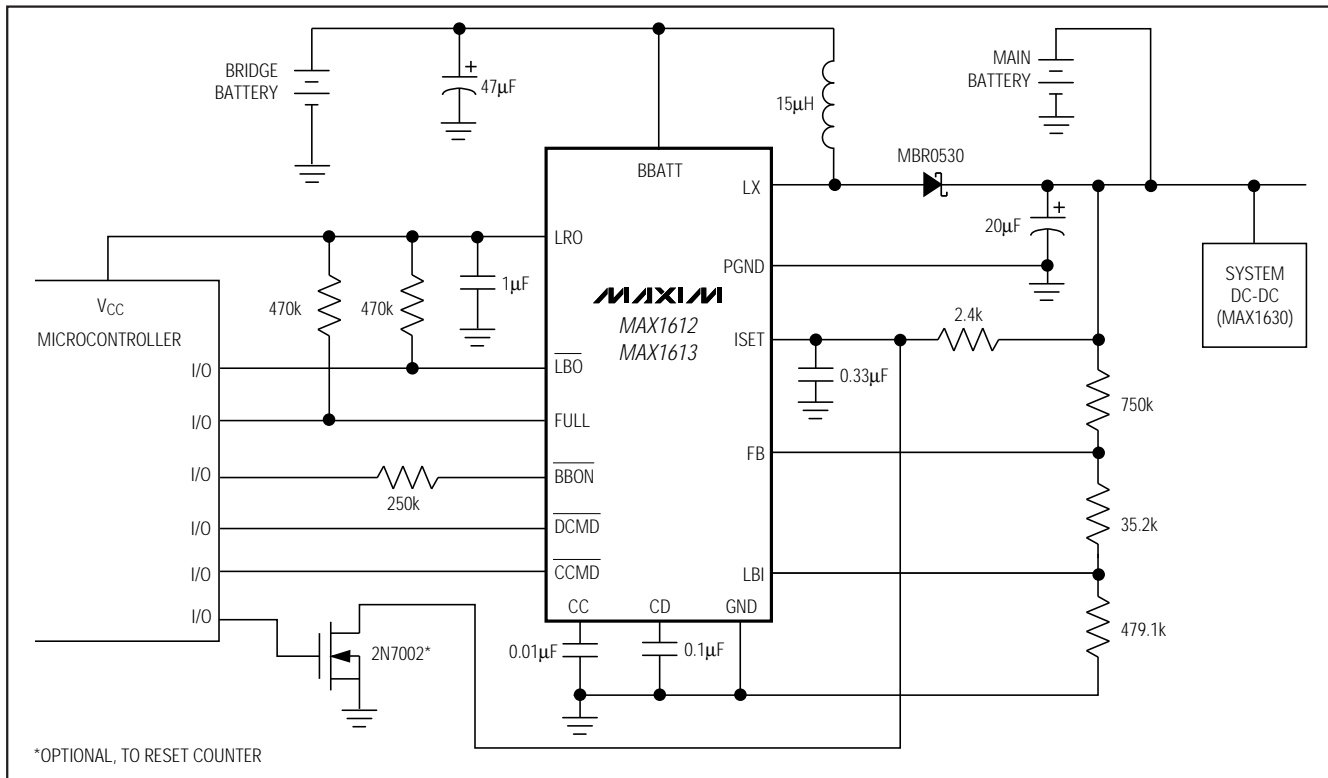 BRIDGE
BATTERY
47µF
15µH
MAIN
BATTERY
MBR0530
BBATT
LX
20µF
PGND
SYSTEM
DC-DC
(MAX1630)
LRO
1µF
470k
470k
VCC
MICROCONTROLLER
MAXIM
MAX1612
MAX1613
ISET
2.4k
0.33µF
750k
I/O
LBO
I/O
FULL
FB
I/O
250k
BBON
35.2k
I/O
DCMD
I/O
CCMD
LBI
I/O
CC
CD
GND
479.1k
2N7002*
0.01µF
0.1µF
*OPTIONAL, TO RESET COUNTER